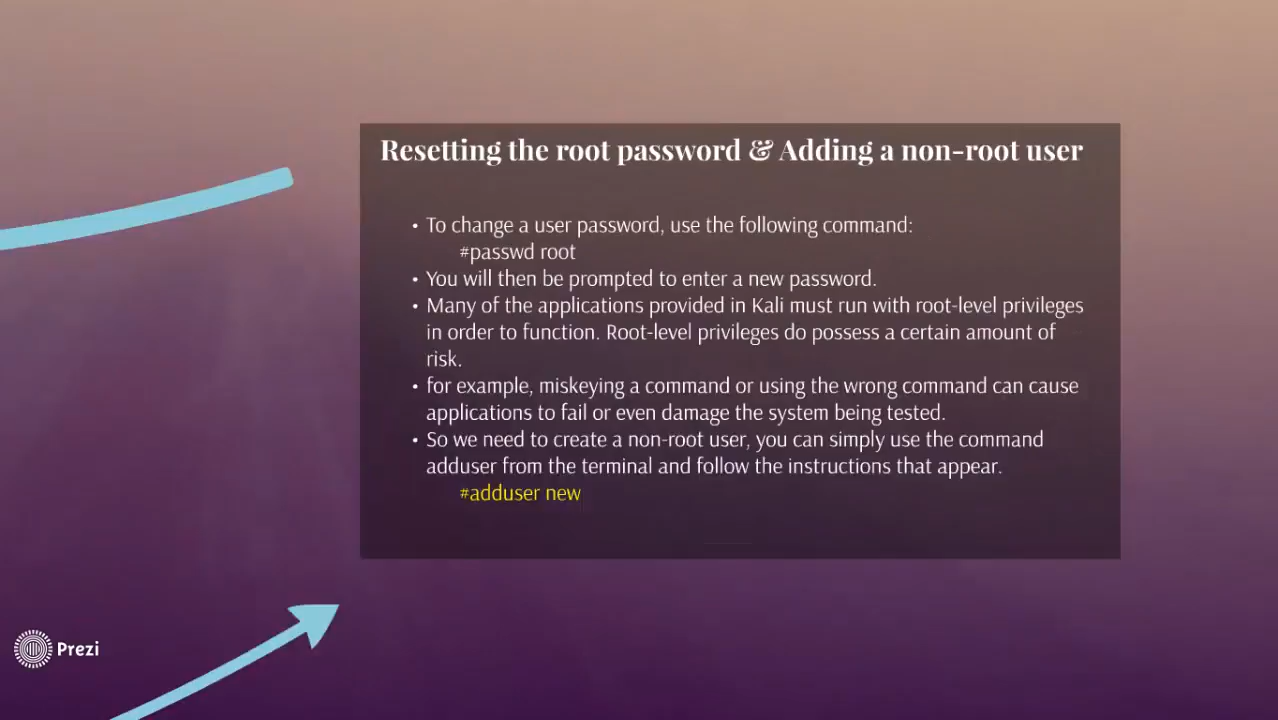 Resetting the root password & Adding a non-root user
• To change a user password, use the following command:
#passwd root
• You will then be prompted to enter a new password.
• Many of the applications provided in Kali must run with root-level privileges
in order to function. Root-level privileges do possess a certain amount of
risk.
• for example, miskeying a command or using the wrong command can cause
applications to fail or even damage the system being tested.
• So we need to create a non-root user, you can simply use the command
adduser from the terminal and follow the instructions that appear.
#adduser new
Prezi